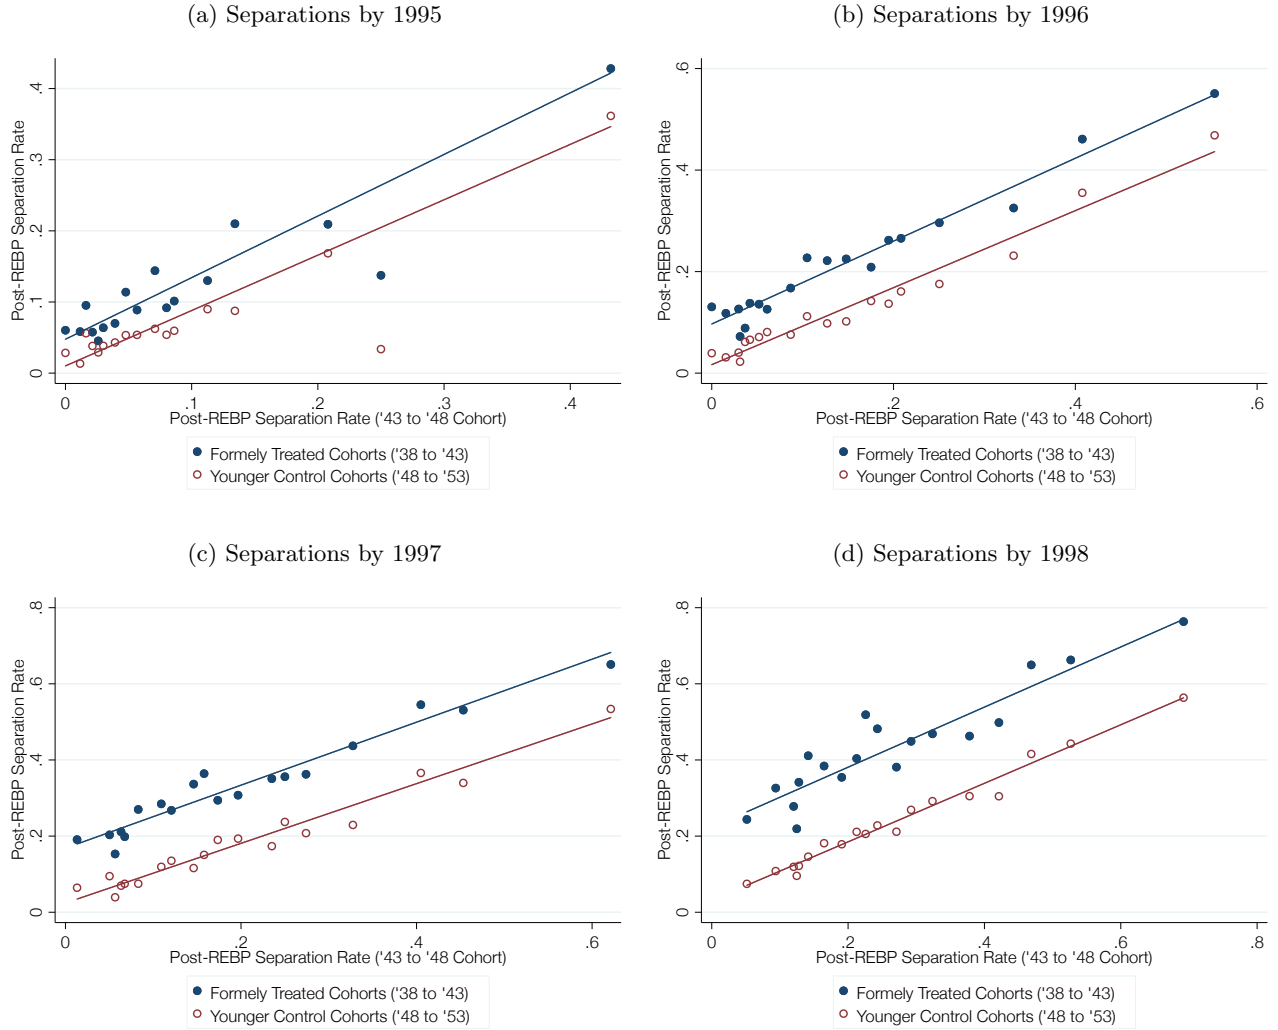 (a) Separations by 1995
Post-REBP Separation Rate
.4
.3
.2
.1
0
0 .1 .2 .3 .4
Post-REBP Separation Rate ('43 to '48 Cohort)
Formely Treated Cohorts ('38 to '43)
Younger Control Cohorts ('48 to '53)
(b) Separations by 1996
Post-REBP Separation Rate
.6
.4
.2
0
0 .2 .4 .6
Post-REBP Separation Rate ('43 to '48 Cohort)
Formely Treated Cohorts ('38 to '43)
Younger Control Cohorts ('48 to '53)
(c) Separations by 1997
Post-REBP Separation Rate
.8
.6
.4
.2
0
0 .2 .4 .6
Post-REBP Separation Rate ('43 to '48 Cohort)
Formely Treated Cohorts ('38 to '43)
Younger Control Cohorts ('48 to '53)
(d) Separations by 1998
Post-REBP Separation Rate
.8
.6
.4
.2
0
0 .2 .4 .6 .8
Post-REBP Separation Rate ('43 to '48 Cohort)
Formely Treated Cohorts ('38 to '43)
Younger Control Cohorts ('48 to '53)